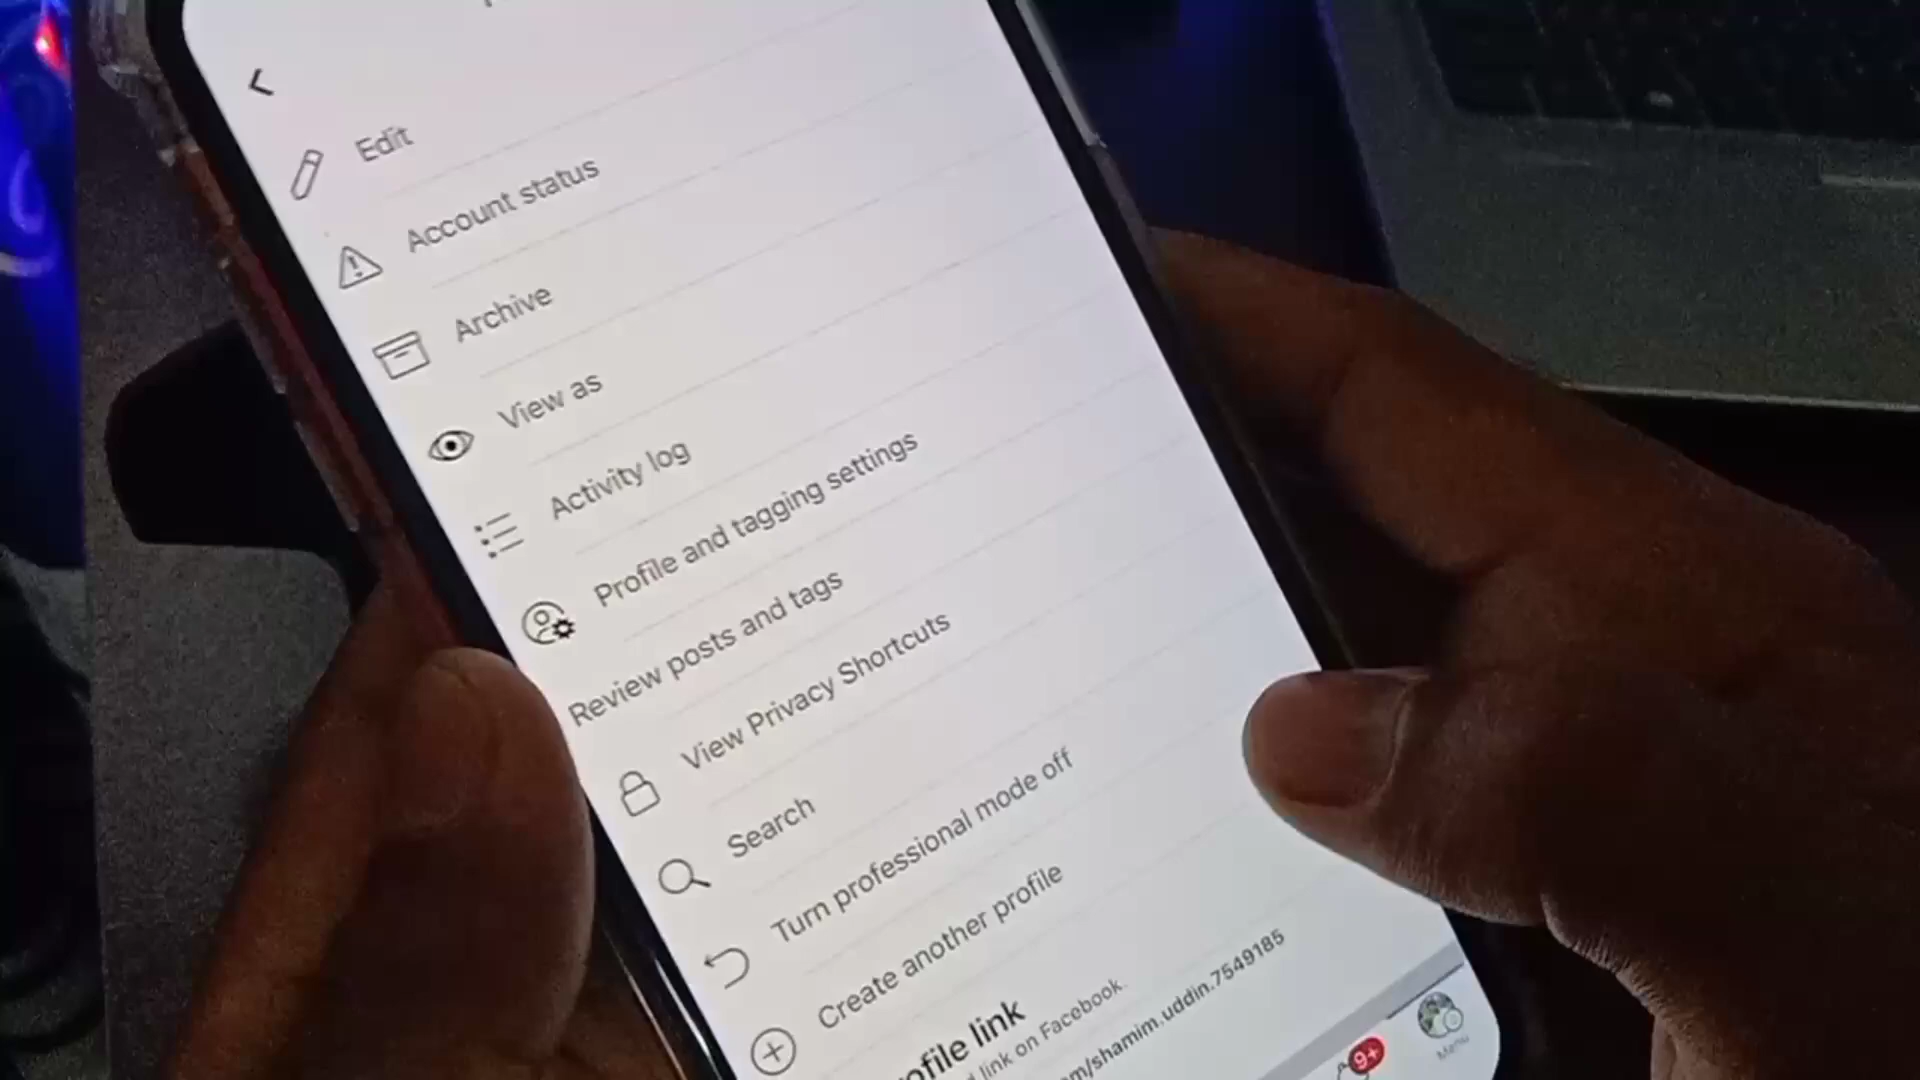 Edit
Account status
Archive
View as
Activity log
Profile and tagging settings
Review posts and tags
View Privacy Shortcuts
Search
Turn professional mode off
Create another profile
ofile link
link on Facebook.
m/shamim.uddin.7549185
9+
Menu